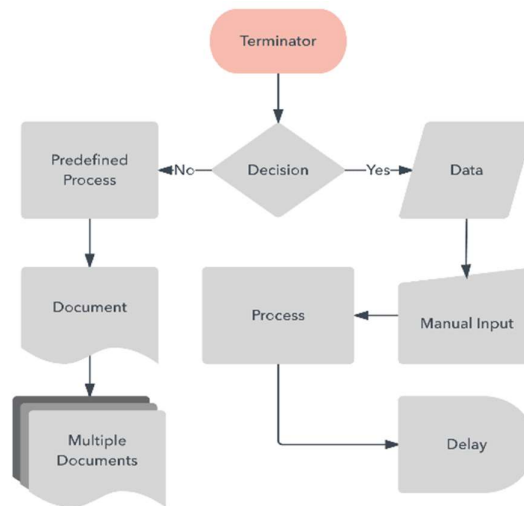 Terminator
Predefined
Process
No
Decision
Yes
Data
Document
Process
Manual Input
Multiple
Documents
Delay